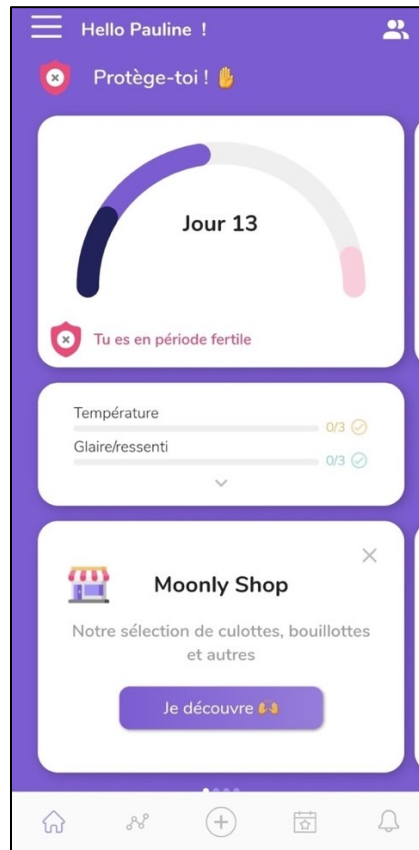 Hello Pauline !
Protège-toi ! ✋
Jour 13
Tu es en période fertile
Température
0/3
Glaire/ressenti
0/3
Moonly Shop
Notre sélection de culottes, bouillottes
et autres
Je découvre 🙌